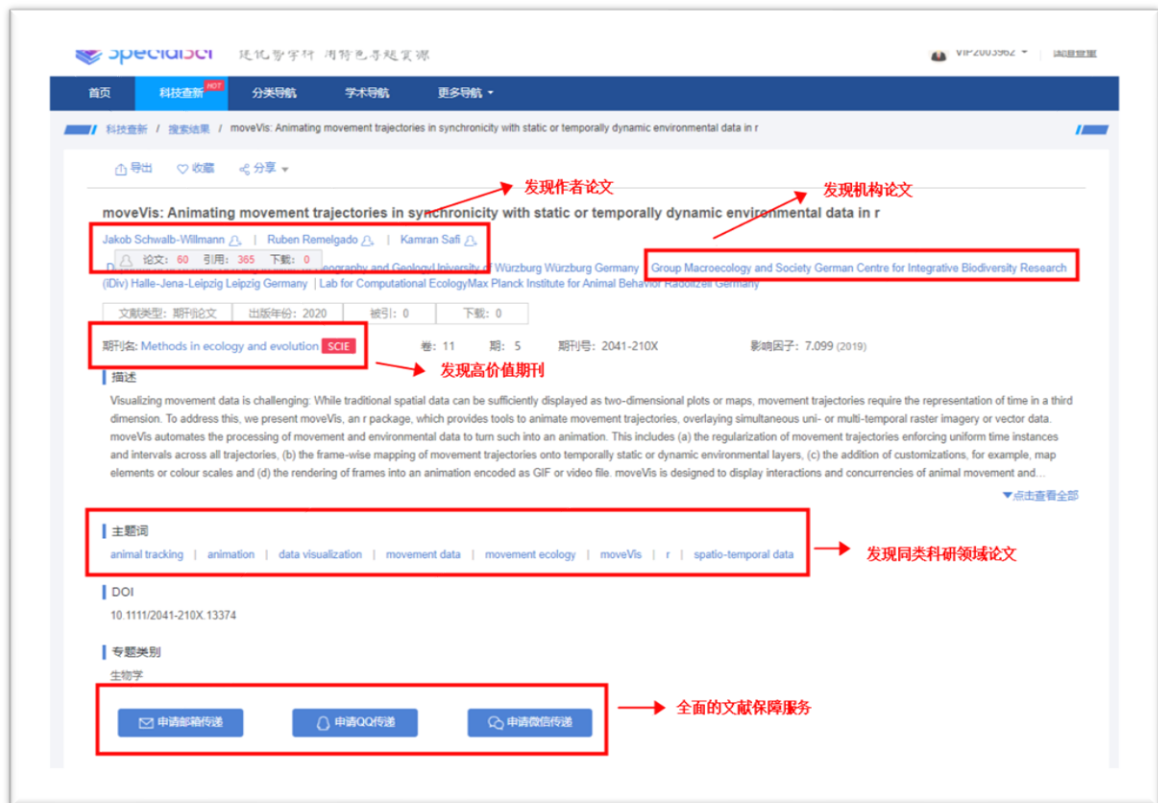 SpecialSci
VIP2003962
首页 科技查新 HOT 分类导航 学术导航 更多导航
科技查新 / 搜索结果 / moveVis: Animating movement trajectories in synchronicity with static or temporally dynamic environmental data in r
导出 收藏 分享
发现作者论文 发现机构论文
moveVis: Animating movement trajectories in synchronicity with static or temporally dynamic environmental data in r
Jakob Schwalb-Willmann | Ruben Remelgado | Kamran Safi
论文: 60 引用: 365 下载: 0
and GeologyUniversity of Würzburg Würzburg Germany | Group Macroecology and Society German Centre for Integrative Biodiversity Research
(iDiv) Halle-Jena-Leipzig Leipzig Germany | Lab for Computational EcologyMax Planck Institute for Animal Behavior Radolfzell Germany
文献类型: 期刊论文 出版年份: 2020 被引: 0 下载: 0
期刊名: Methods in ecology and evolution SCIE 卷: 11 期: 5 期刊号: 2041-210X 影响因子: 7.099 (2019)
发现高价值期刊
描述
Visualizing movement data is challenging: While traditional spatial data can be sufficiently displayed as two-dimensional plots or maps, movement trajectories require the representation of time in a third
dimension. To address this, we present moveVis, an r package, which provides tools to animate movement trajectories, overlaying simultaneous uni- or multi-temporal raster imagery or vector data.
moveVis automates the processing of movement and environmental data to turn such into an animation. This includes (a) the regularization of movement trajectories enforcing uniform time instances
and intervals across all trajectories, (b) the frame-wise mapping of movement trajectories onto temporally static or dynamic environmental layers, (c) the addition of customizations, for example, map
elements or colour scales and (d) the rendering of frames into an animation encoded as GIF or video file. moveVis is designed to display interactions and concurrencies of animal movement and...
▼点击查看全部
主题词
animal tracking | animation | data visualization | movement data | movement ecology | moveVis | r | spatio-temporal data
发现同类科研领域论文
DOI
10.1111/2041-210X.13374
专题类别
生物学
申请邮箱传递 申请QQ传递 申请微信传递
全面的文献保障服务